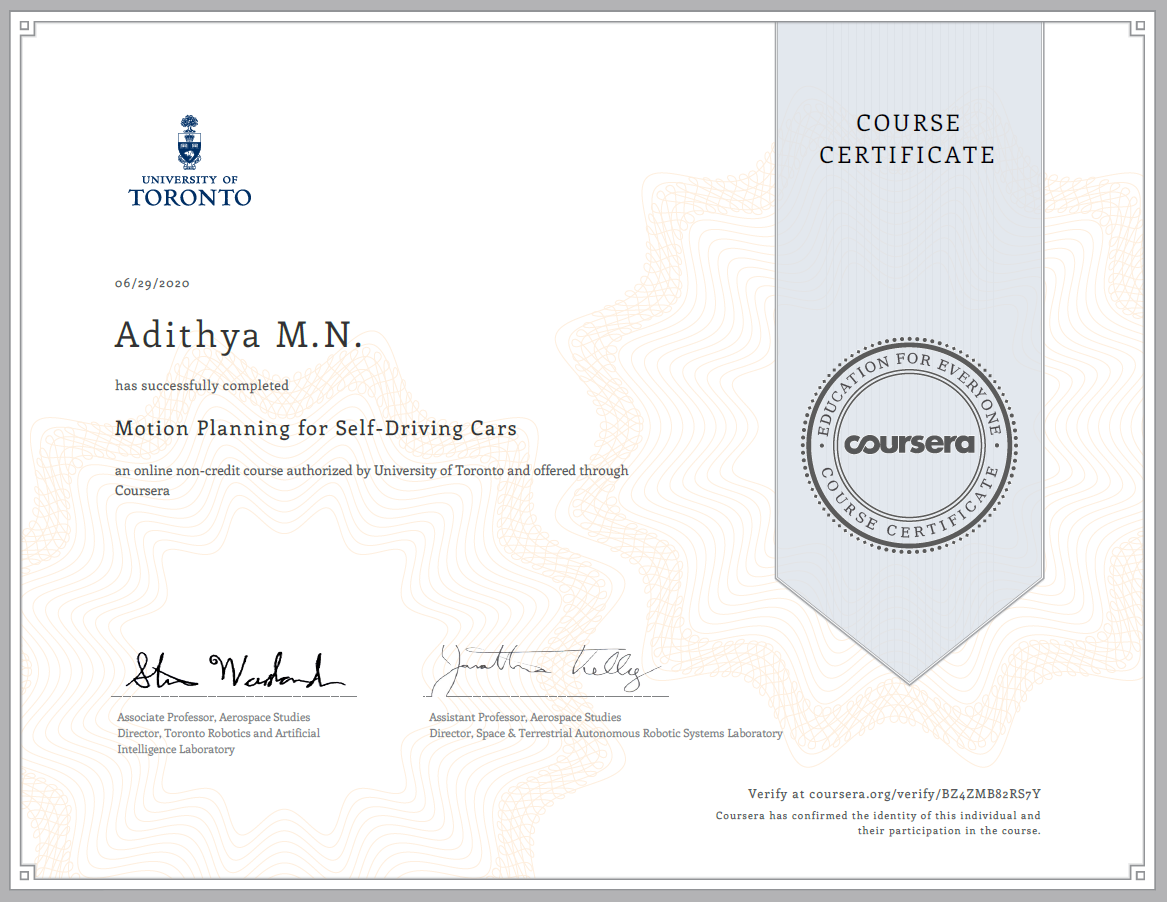 UNIVERSITY OF
TORONTO
06/29/2020
Adithya M.N.
has successfully completed
Motion Planning for Self-Driving Cars
an online non-credit course authorized by University of Toronto and offered through
Coursera
COURSE
CERTIFICATE
EDUCATION FOR EVERYONE
coursera
COURSE CERTIFICATE
Associate Professor, Aerospace Studies
Director, Toronto Robotics and Artificial
Intelligence Laboratory
Jonathan Kelly
Assistant Professor, Aerospace Studies
Director, Space & Terrestrial Autonomous Robotic Systems Laboratory
Verify at coursera.org/verify/BZ4ZMB82RS7Y
Coursera has confirmed the identity of this individual and
their participation in the course.